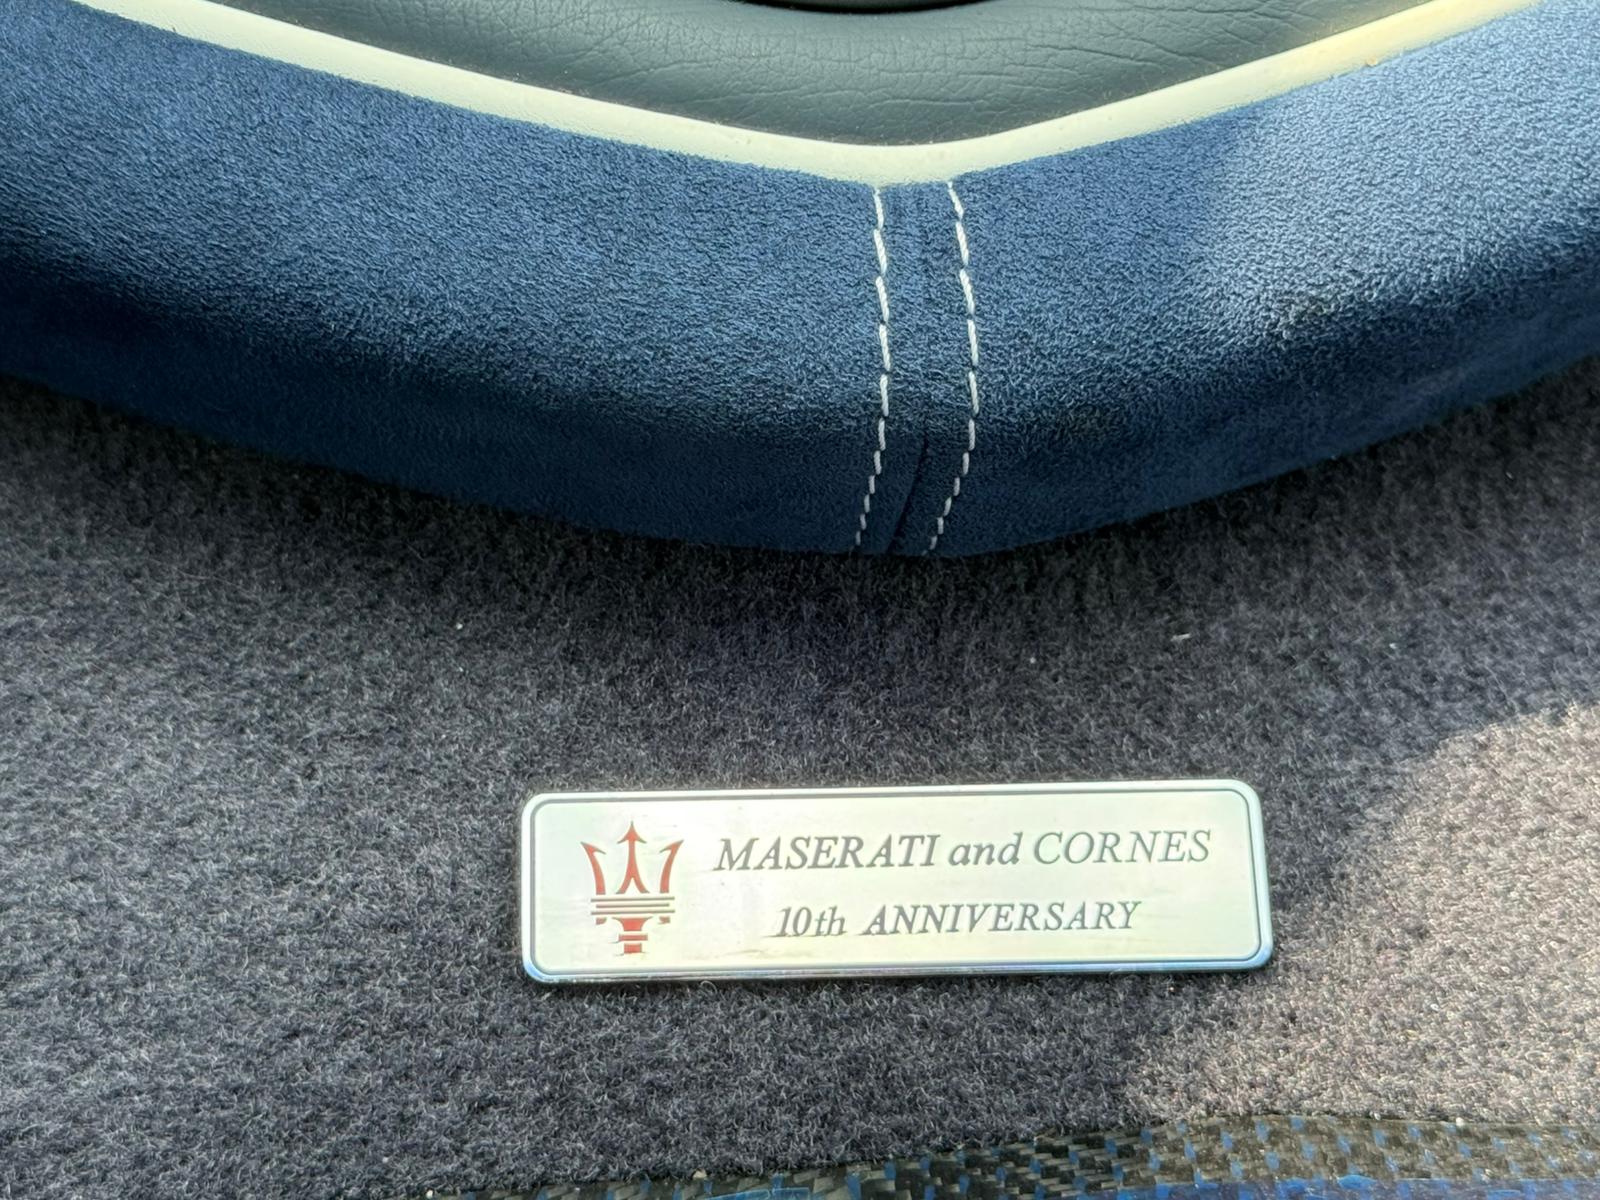 MASERATI and CORNES
10th ANNIVERSARY